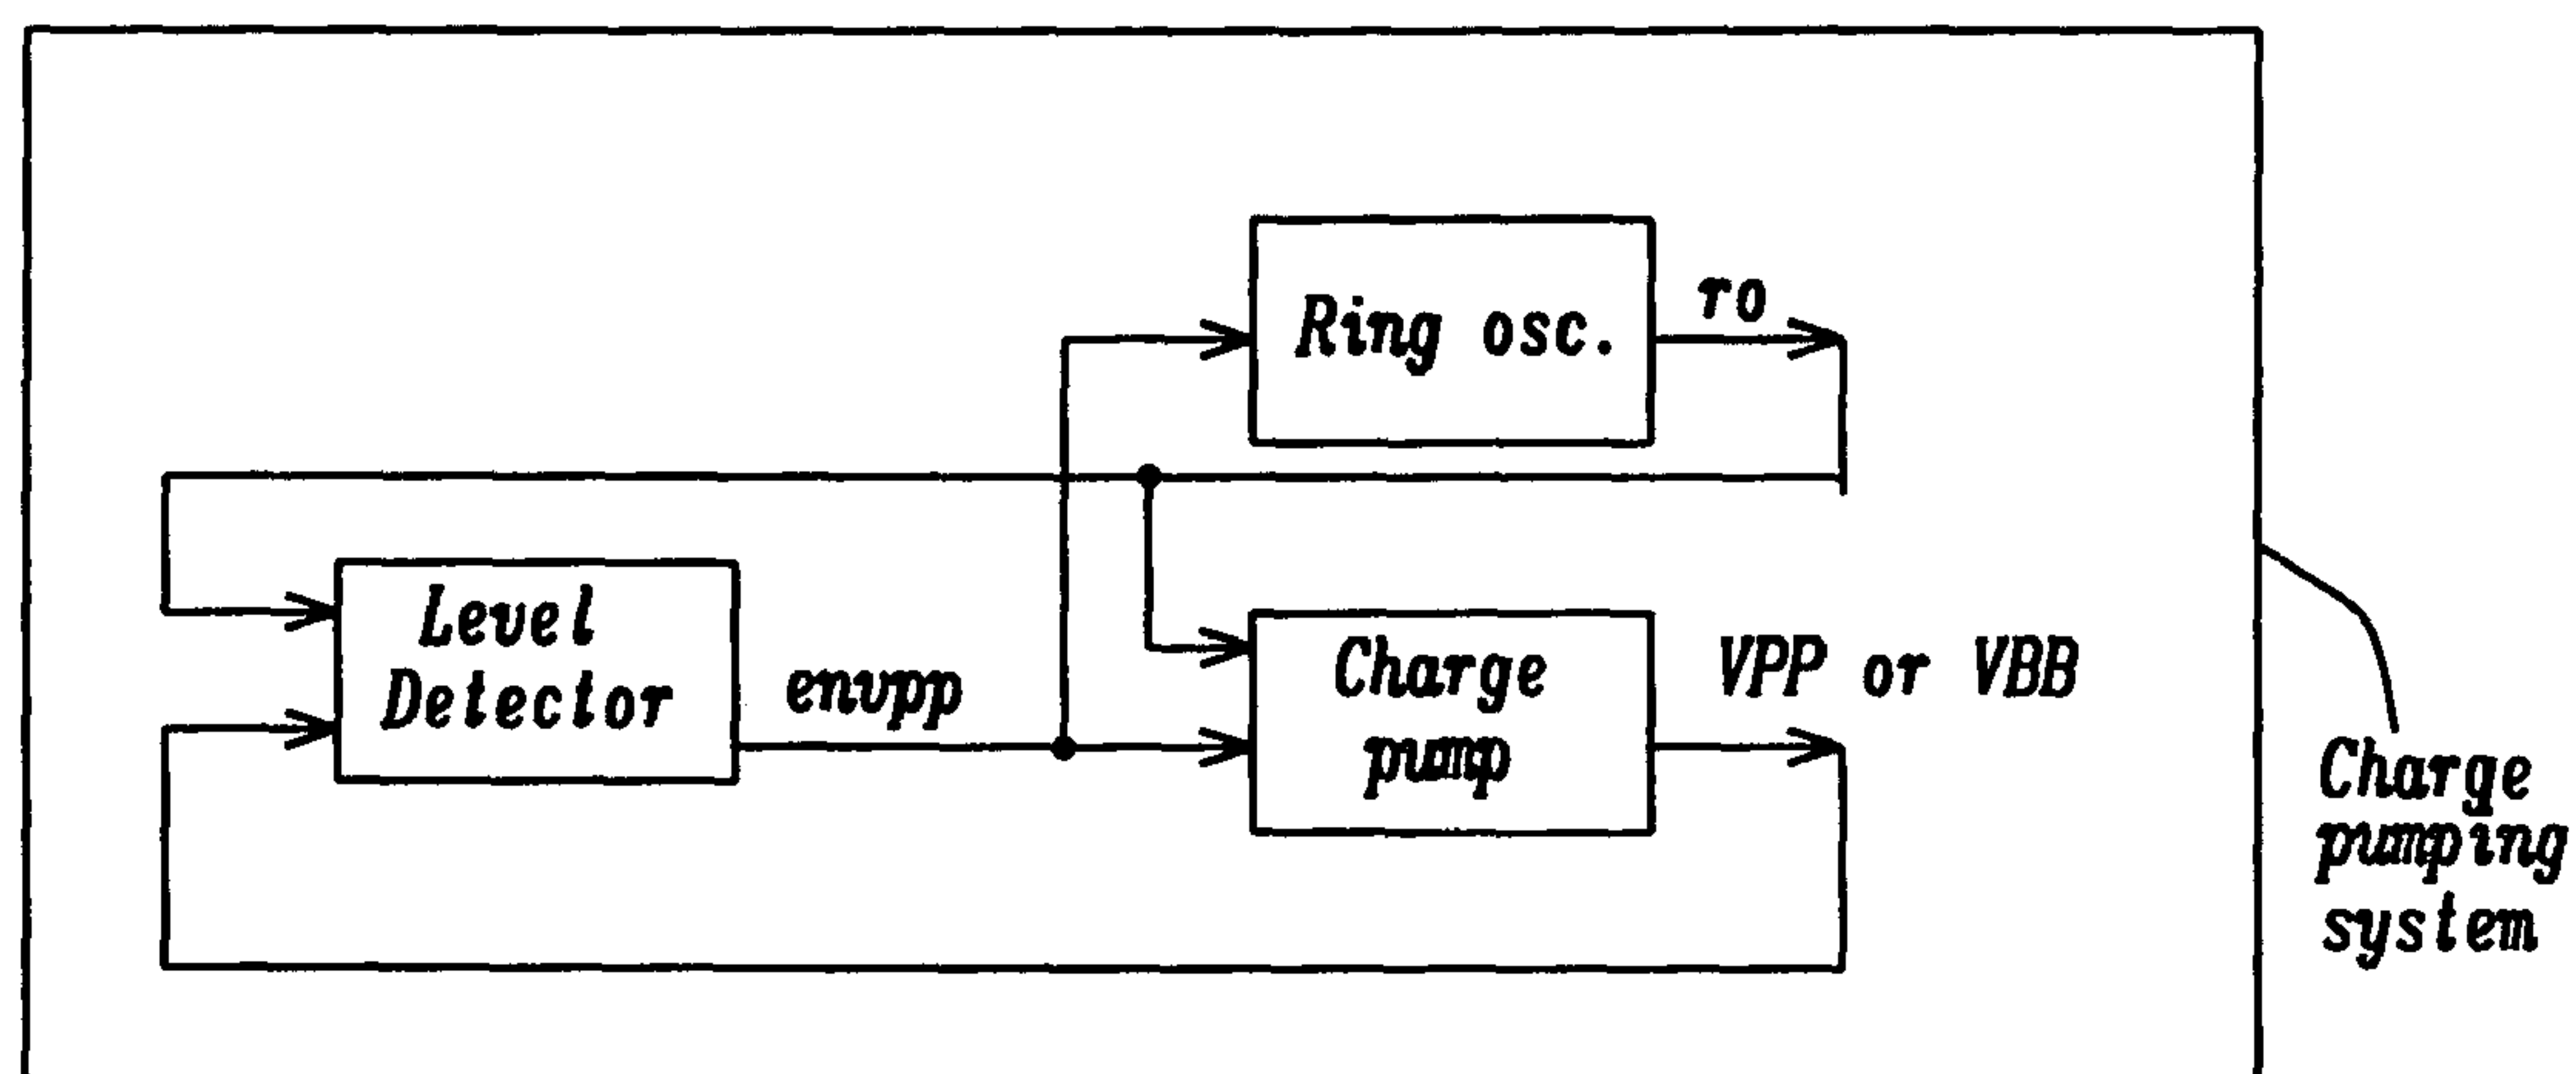 Ring osc.
ro
Level
Detector
envpp
Charge
pump
VPP or VBB
Charge
pumping
system